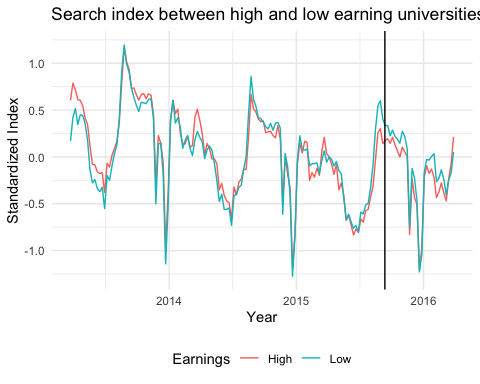 Search index between high and low earning universities
1.0
0.5
0.0
-0.5
-1.0
Standardized Index
2014 2015 2016
Year
Earnings High Low